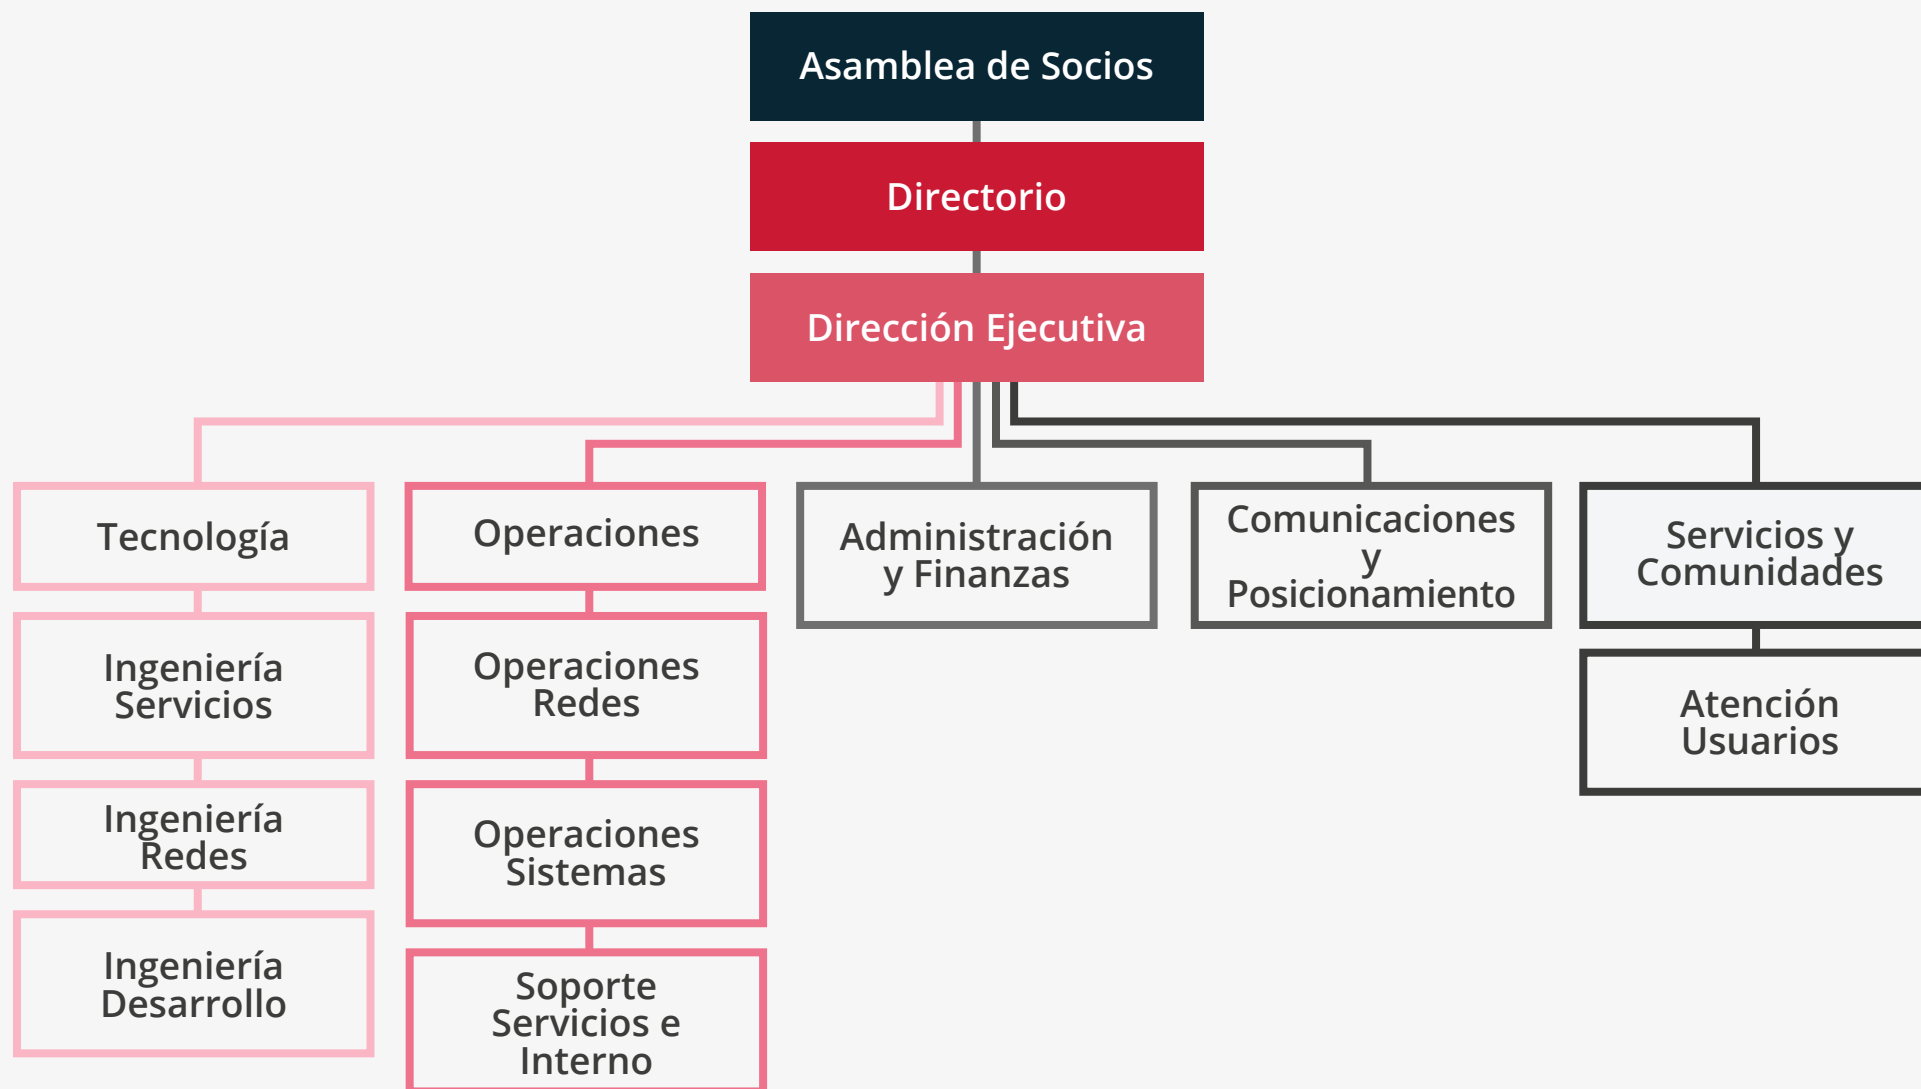 Asamblea de Socios
Directorio
Dirección Ejecutiva
Tecnología
Ingeniería
Servicios
Ingeniería
Redes
Ingeniería
Desarrollo
Operaciones
Operaciones
Redes
Operaciones
Sistemas
Soporte
Servicios e
Interno
Administración
y Finanzas
Comunicaciones
y
Posicionamiento
Servicios y
Comunidades
Atención
Usuarios